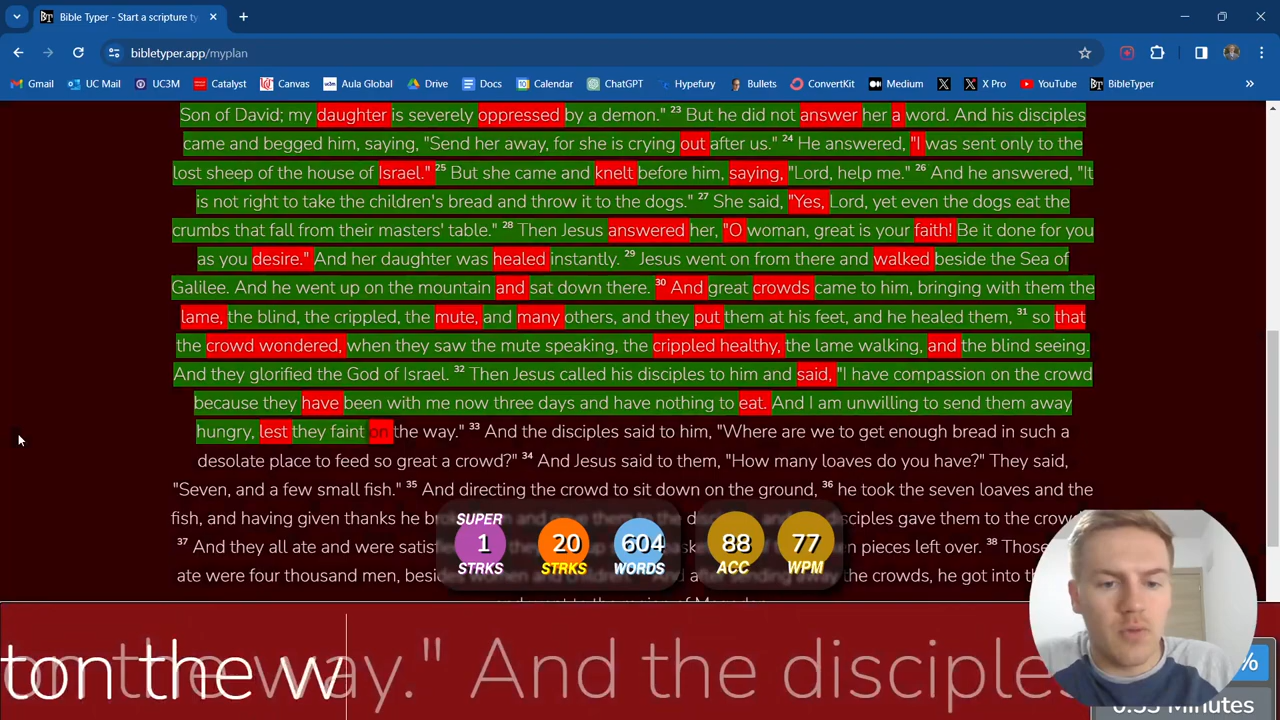 Bible Typer - Start a scripture ty
bibletyper.app/myplan
Gmail UC Mail UC3M Catalyst Canvas Aula Global Drive Docs Calendar ChatGPT Hypefury Bullets ConvertKit Medium X X Pro YouTube BibleTyper »
Son of David; my daughter is severely oppressed by a demon." 23 But he did not answer her a word. And his disciples
came and begged him, saying, "Send her away, for she is crying out after us." 24 He answered, "I was sent only to the
lost sheep of the house of Israel." 25 But she came and knelt before him, saying, "Lord, help me." 26 And he answered, "It
is not right to take the children's bread and throw it to the dogs." 27 She said, "Yes, Lord, yet even the dogs eat the
crumbs that fall from their masters' table." 28 Then Jesus answered her, "O woman, great is your faith! Be it done for you
as you desire." And her daughter was healed instantly. 29 Jesus went on from there and walked beside the Sea of
Galilee. And he went up on the mountain and sat down there. 30 And great crowds came to him, bringing with them the
lame, the blind, the crippled, the mute, and many others, and they put them at his feet, and he healed them, 31 so that
the crowd wondered, when they saw the mute speaking, the crippled healthy, the lame walking, and the blind seeing.
And they glorified the God of Israel. 32 Then Jesus called his disciples to him and said, "I have compassion on the crowd
because they have been with me now three days and have nothing to eat. And I am unwilling to send them away
hungry, lest they faint on the way." 33 And the disciples said to him, "Where are we to get enough bread in such a
desolate place to feed so great a crowd?" 34 And Jesus said to them, "How many loaves do you have?" They said,
"Seven, and a few small fish." 35 And directing the crowd to sit down on the ground, 36 he took the seven loaves and the
fish, and having given thanks he disciples gave them to the
37 And they all ate and were pieces left over. 38
ate were four thousand men, the crowds, he got into
SUPER
1 20 604 88 77
STRKS STRKS WORDS ACC WPM
on the way." And the disciples
ton the w
%
Minutes